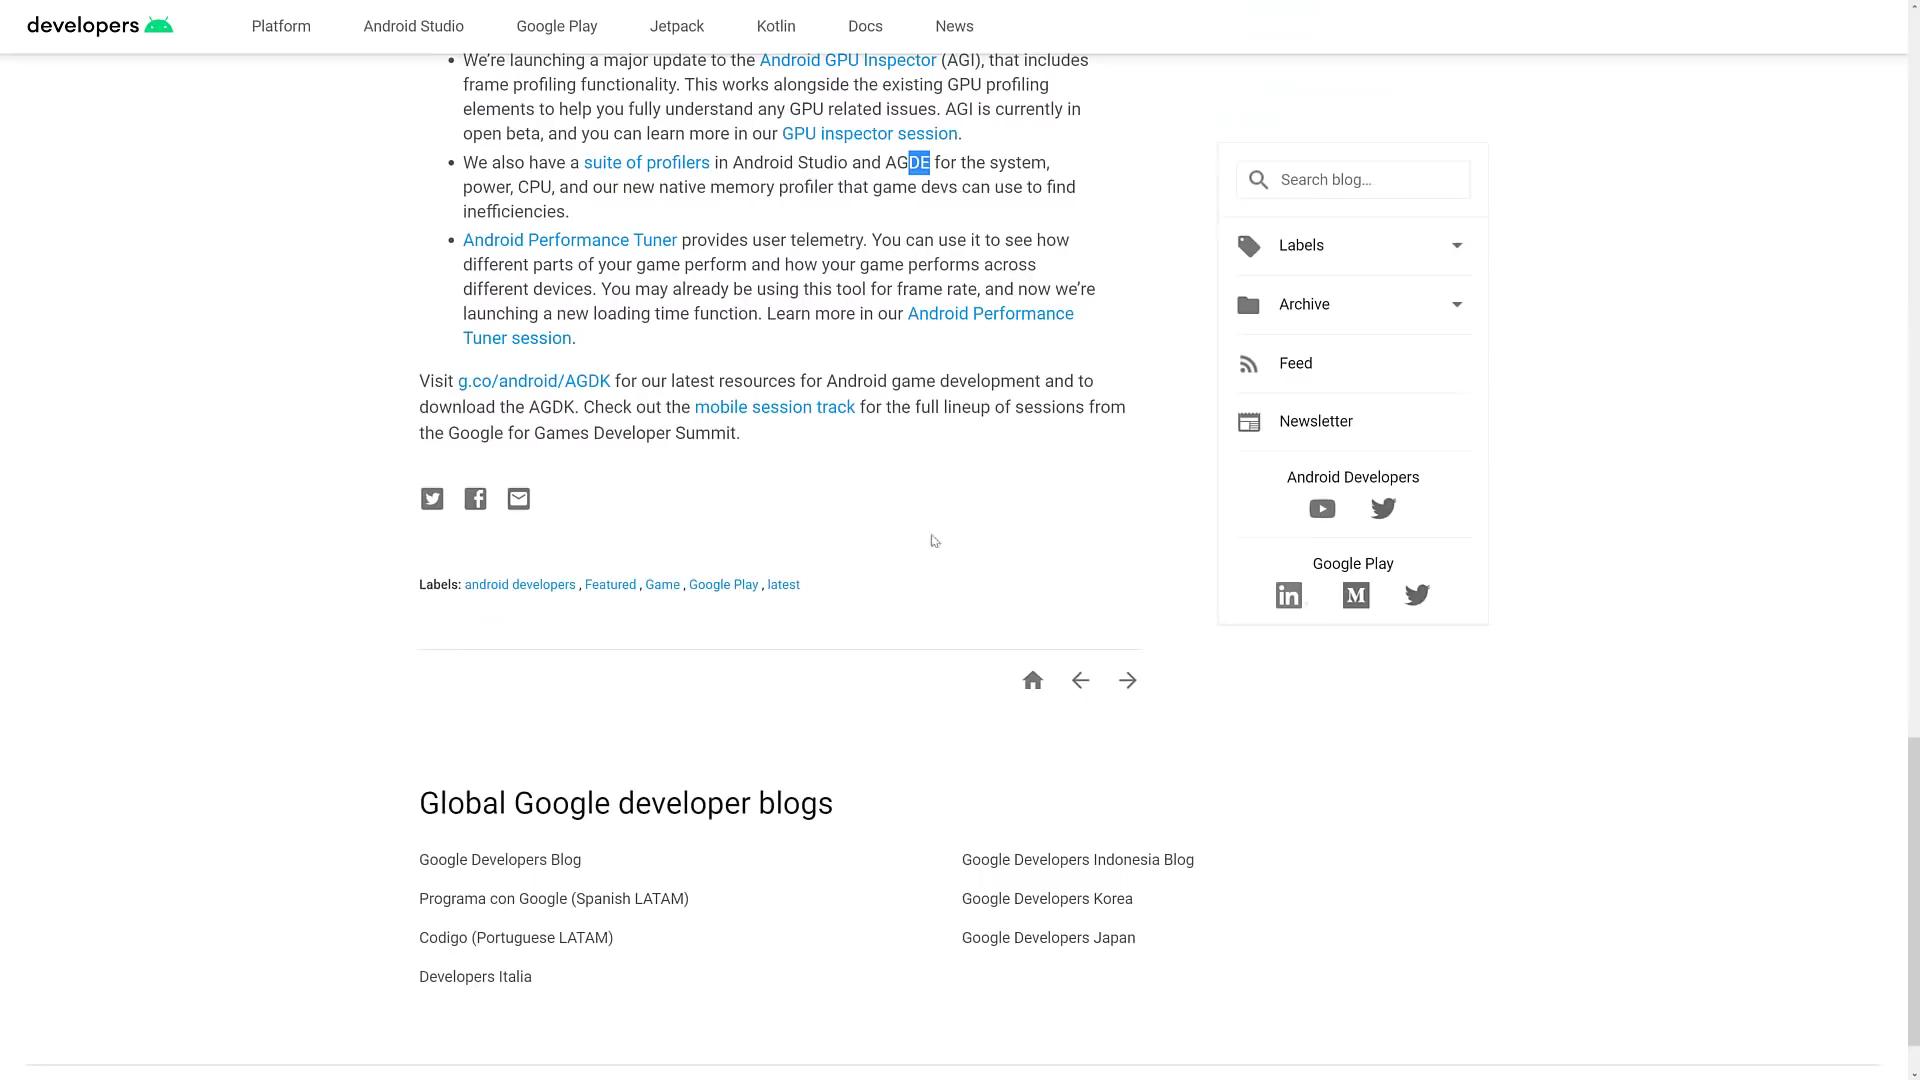 developers
Platform
Android Studio
Google Play
Jetpack
Kotlin
Docs
News
• We’re launching a major update to the Android GPU Inspector (AGI), that includes
frame profiling functionality. This works alongside the existing GPU profiling
elements to help you fully understand any GPU related issues. AGI is currently in
open beta, and you can learn more in our GPU inspector session.
• We also have a suite of profilers in Android Studio and AGDE for the system,
power, CPU, and our new native memory profiler that game devs can use to find
inefficiencies.
• Android Performance Tuner provides user telemetry. You can use it to see how
different parts of your game perform and how your game performs across
different devices. You may already be using this tool for frame rate, and now we’re
launching a new loading time function. Learn more in our Android Performance
Tuner session.
Visit g.co/android/AGDK for our latest resources for Android game development and to
download the AGDK. Check out the mobile session track for the full lineup of sessions from
the Google for Games Developer Summit.
Labels: android developers , Featured , Game , Google Play , latest
Search blog...
Labels
Archive
Feed
Newsletter
Android Developers
Google Play
in
M
Global Google developer blogs
Google Developers Blog
Programa con Google (Spanish LATAM)
Codigo (Portuguese LATAM)
Developers Italia
Google Developers Indonesia Blog
Google Developers Korea
Google Developers Japan